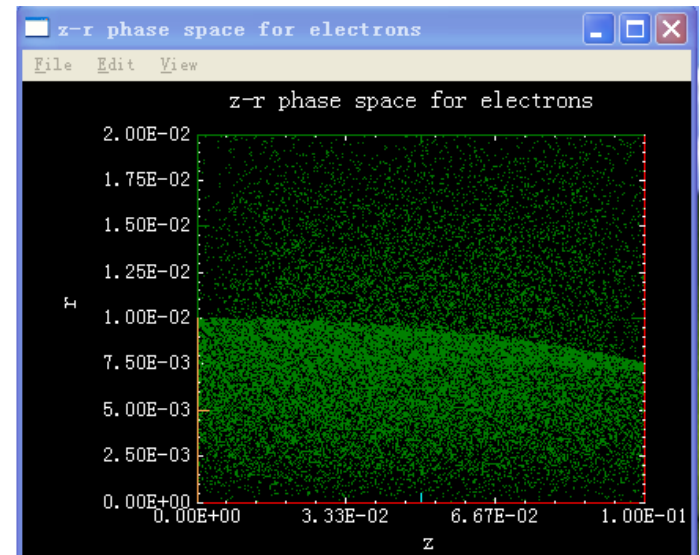 z-r phase space for electrons
File Edit View
z-r phase space for electrons
2.00E-02
1.75E-02
1.50E-02
1.25E-02
r
1.00E-02
7.50E-03
5.00E-03
2.50E-03
0.00E+00
0.00E+00 3.33E-02 6.67E-02 1.00E-01
z